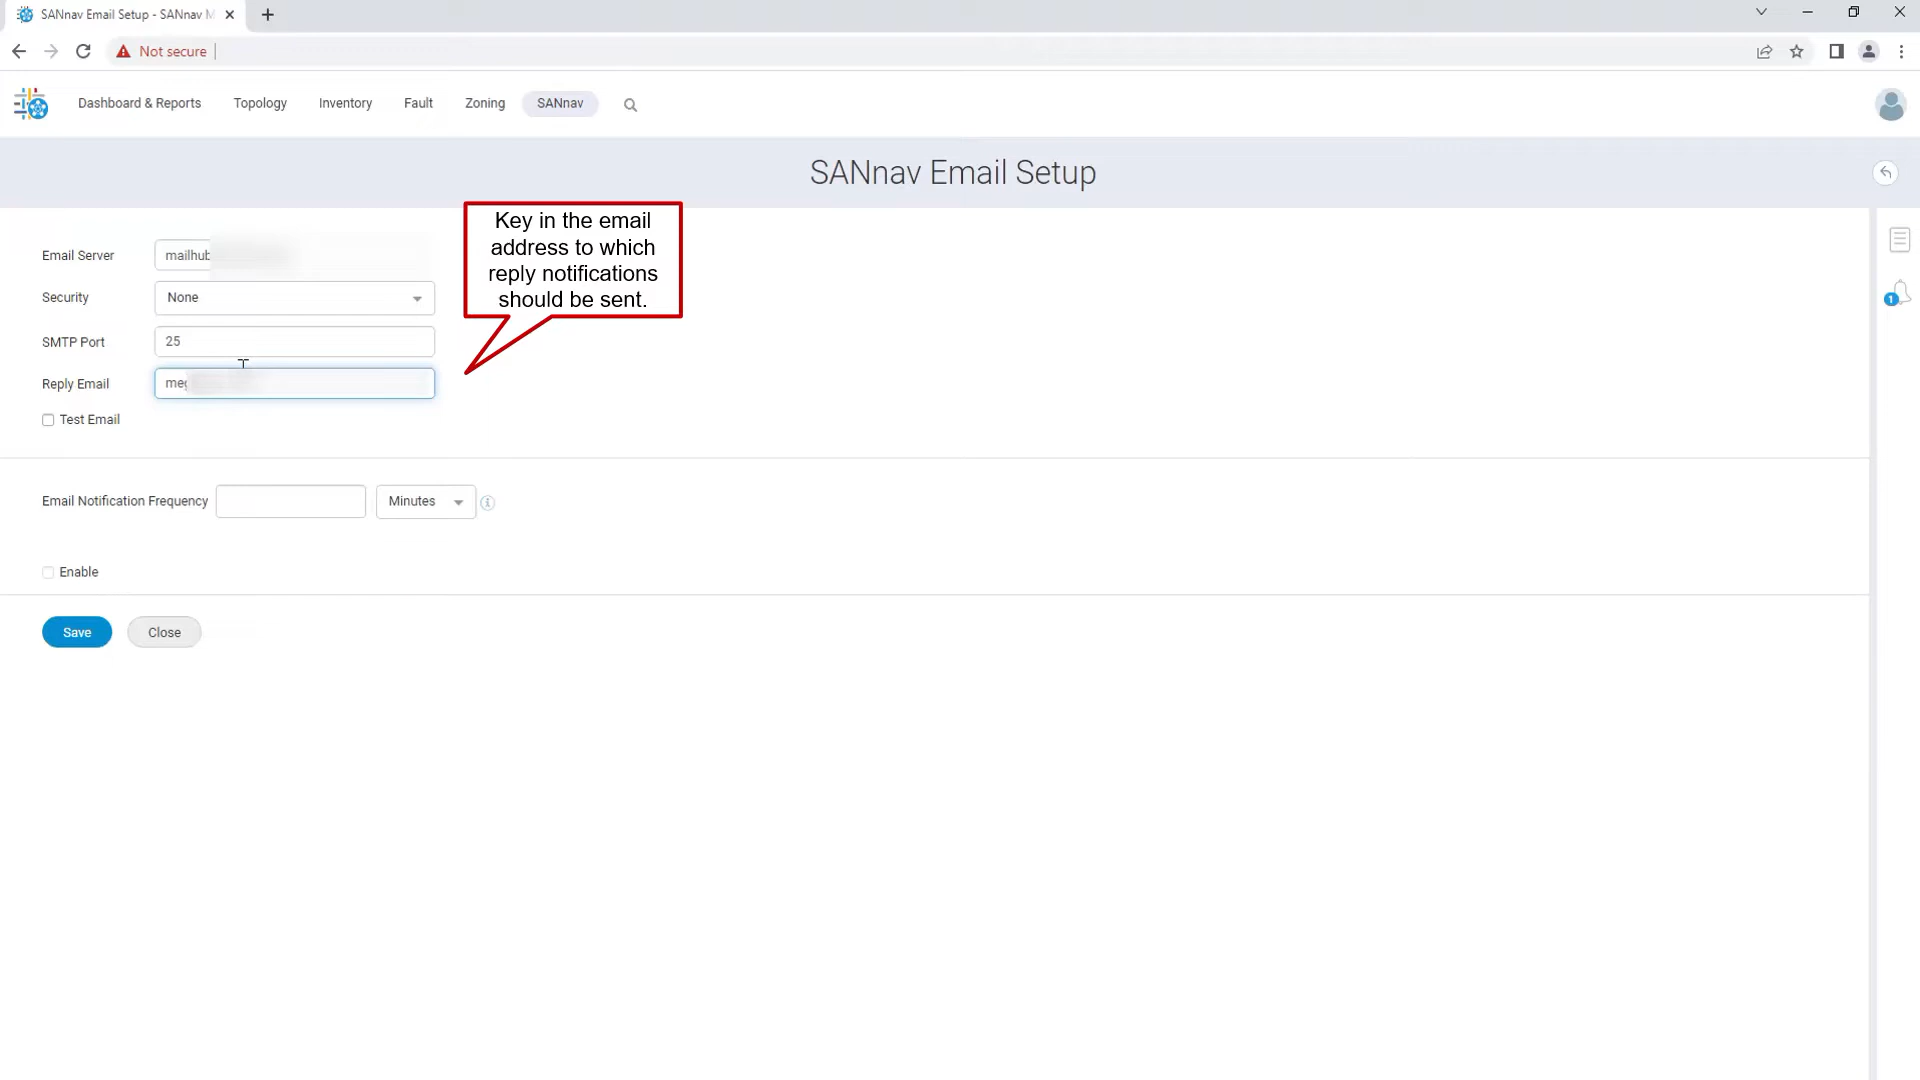 SANnav Email Setup - SANnav M
Not secure
Dashboard & Reports Topology Inventory Fault Zoning SANnav
SANnav Email Setup
Key in the email
address to which
reply notifications
should be sent.
Email Server mailhub
Security None
SMTP Port 25
Reply Email
Test Email
Email Notification Frequency Minutes
1
Enable
Save Close